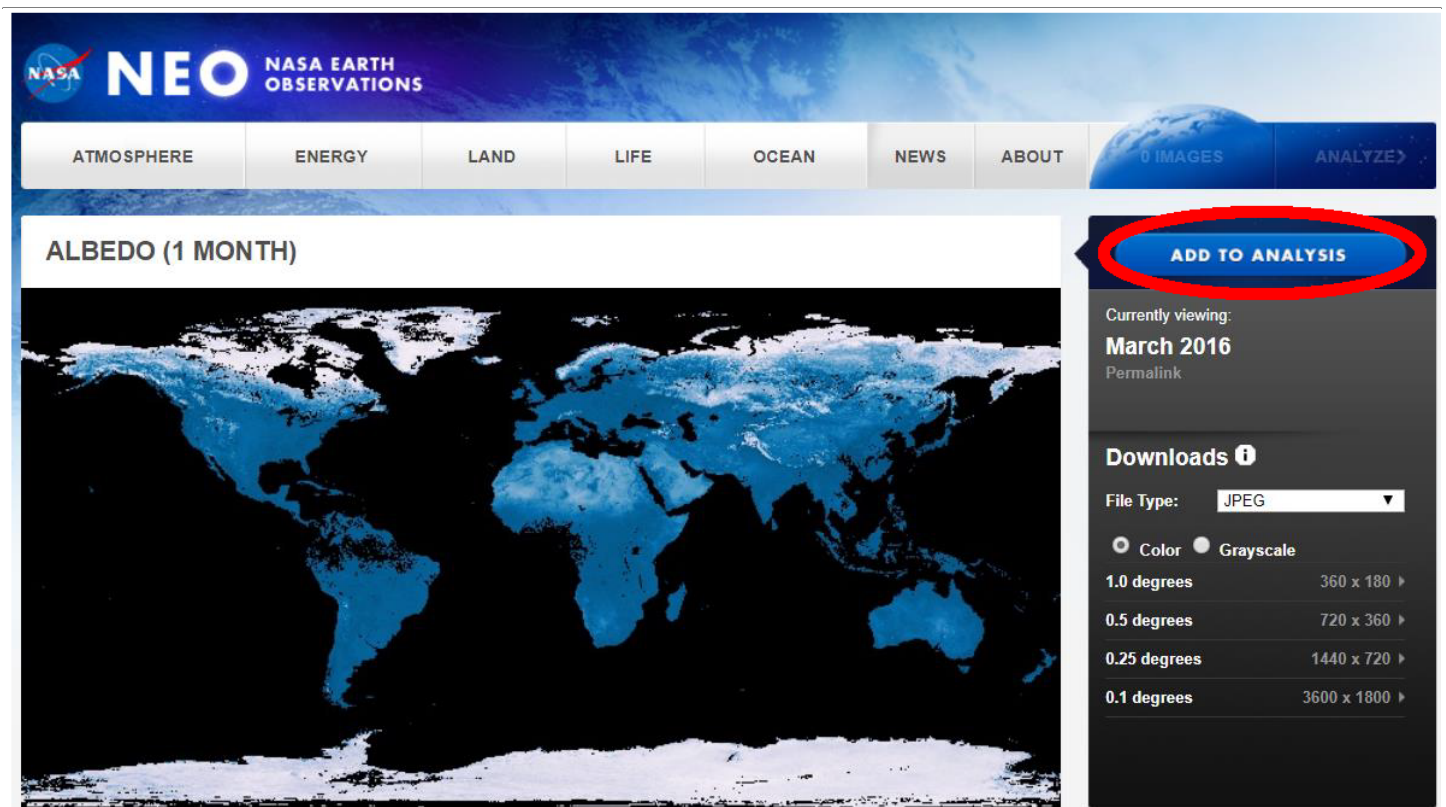 NASA NEO NASA EARTH
OBSERVATIONS
ATMOSPHERE ENERGY LAND LIFE OCEAN NEWS ABOUT 0 IMAGES ANALYZE
ALBEDO (1 MONTH)
ADD TO ANALYSIS
Currently viewing:
March 2016
Permalink
Downloads i
File Type: JPEG
Color Grayscale
1.0 degrees 360 x 180
0.5 degrees 720 x 360
0.25 degrees 1440 x 720
0.1 degrees 3600 x 1800